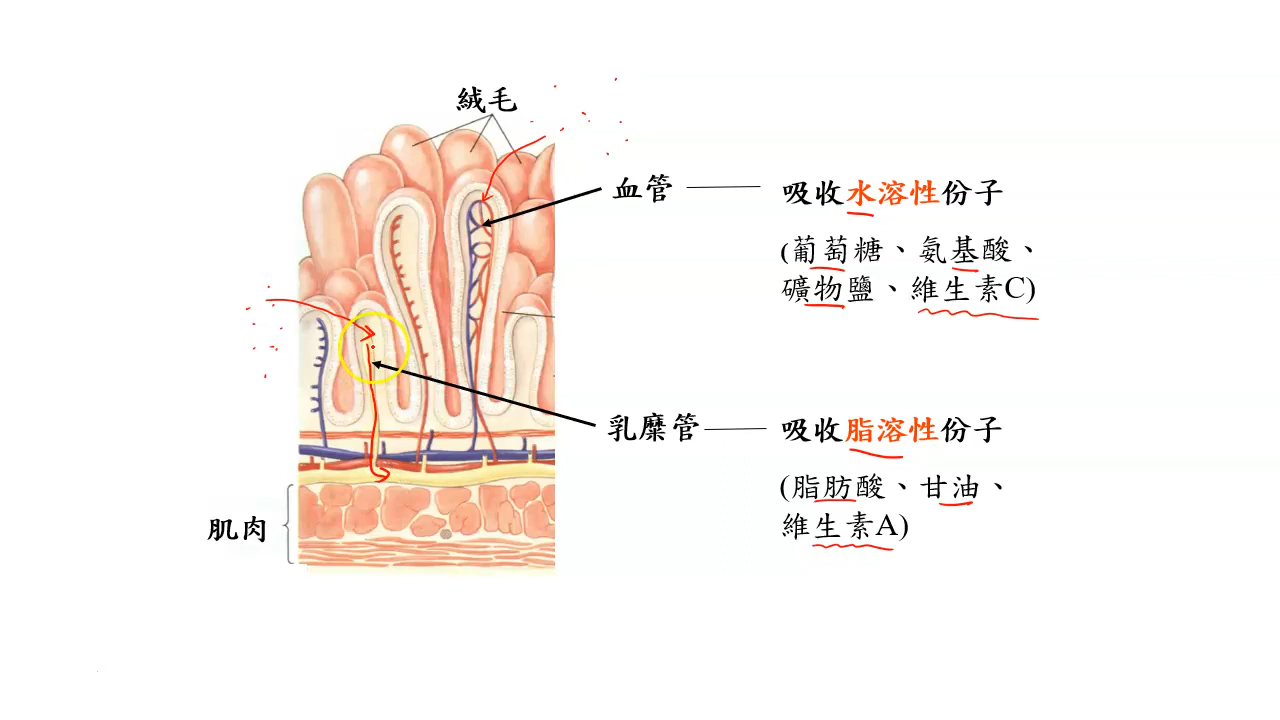 絨毛
血管
吸收水溶性份子
(葡萄糖、氨基酸、
礦物鹽、維生素C)
乳糜管
吸收脂溶性份子
(脂肪酸、甘油、
維生素A)
肌肉